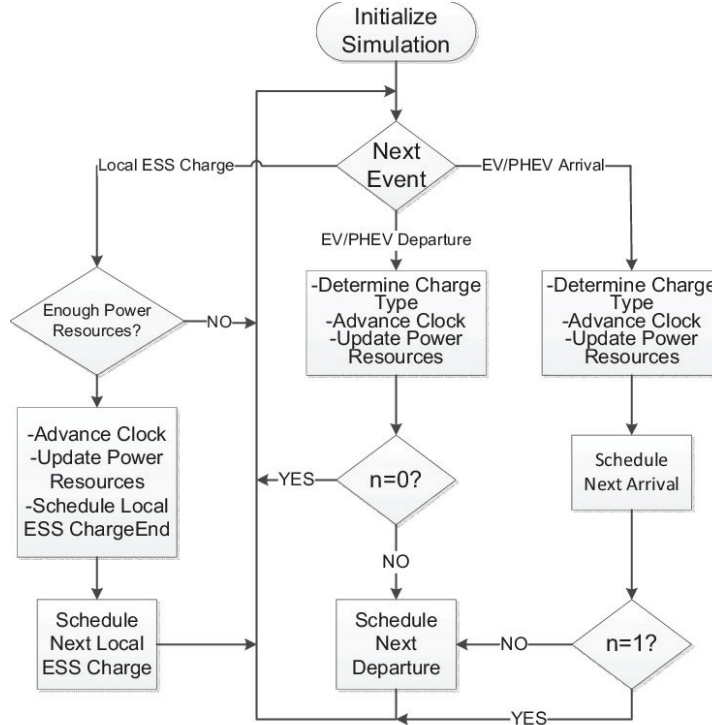 Initialize
Simulation
Next
Event
Local ESS Charge
EV/PHEV Arrival
EV/PHEV Departure
Enough Power
Resources?
NO
-Determine Charge
Type
-Advance Clock
-Update Power
Resources
-Determine Charge
Type
-Advance Clock
-Update Power
Resources
-Advance Clock
-Update Power
Resources
-Schedule Local
ESS ChargeEnd
YES
n=0?
Schedule
Next Arrival
NO
Schedule
Next Local
ESS Charge
Schedule
Next
Departure
NO
n=1?
YES